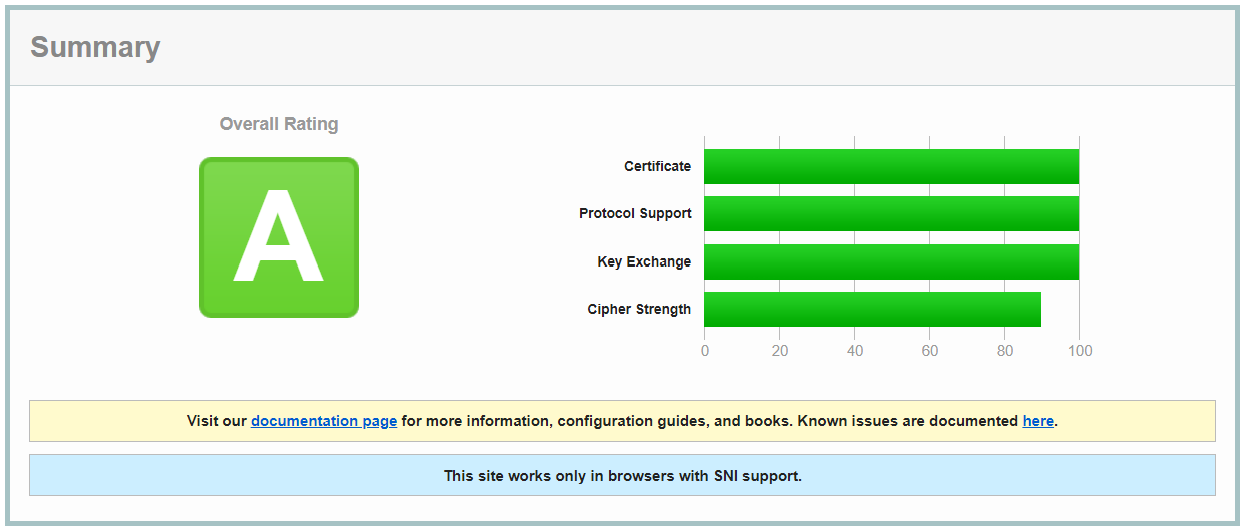 Summary
Overall Rating
A
Certificate
Protocol Support
Key Exchange
Cipher Strength
0 20 40 60 80 100
Visit our documentation page for more information, configuration guides, and books. Known issues are documented here.
This site works only in browsers with SNI support.